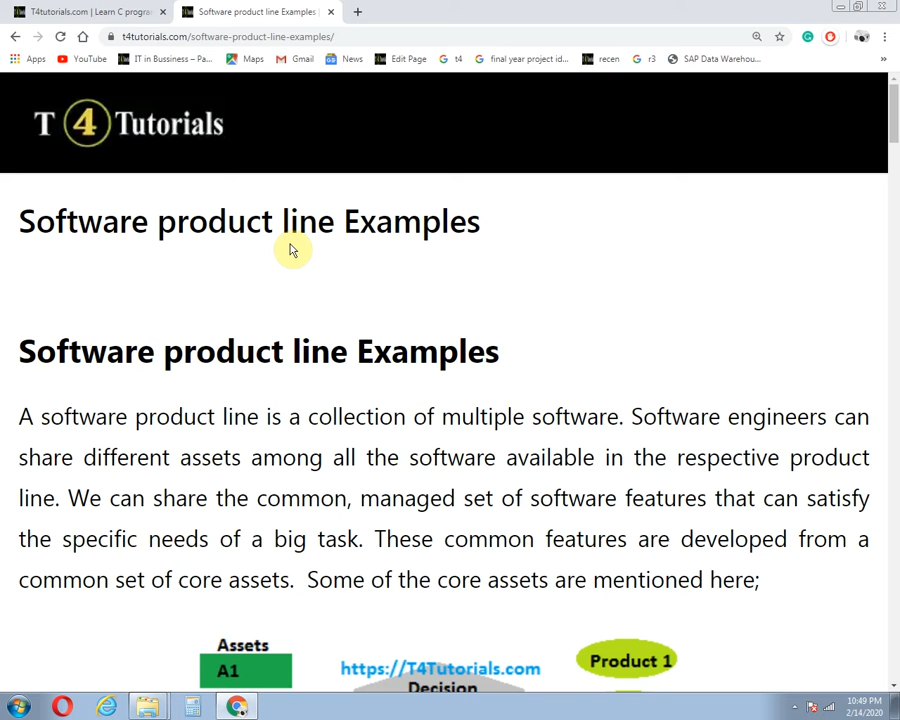 T4tutorials.com | Learn C progra
Software product line Examples |
t4tutorials.com/software-product-line-examples/
Apps YouTube IT in Bussiness – Pa... Maps Gmail News Edit Page t4 final year project id... recen r3 SAP Data Warehou... »
T 4 Tutorials
Software product line Examples
Software product line Examples
A software product line is a collection of multiple software. Software engineers can
share different assets among all the software available in the respective product
line. We can share the common, managed set of software features that can satisfy
the specific needs of a big task. These common features are developed from a
common set of core assets.  Some of the core assets are mentioned here;
Assets
A1
https://T4Tutorials.com
Decision
Product 1
10:49 PM
2/14/2020